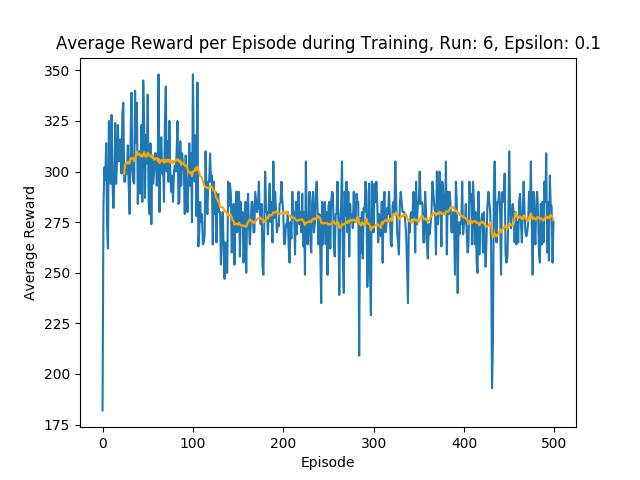 Average Reward per Episode during Training, Run: 6, Epsilon: 0.1
350
325
300
275
250
225
200
175
Average Reward
0 100 200 300 400 500
Episode